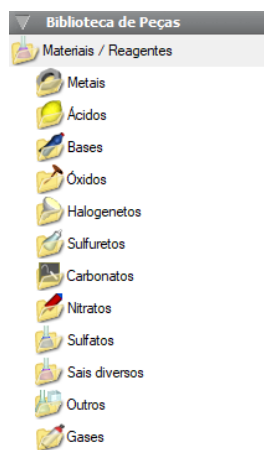 Biblioteca de Peças
Materiais / Reagentes
Metais
Ácidos
Bases
Óxidos
Halogenetos
Sulfuretos
Carbonatos
Nitratos
Sulfatos
Sais diversos
Outros
Gases